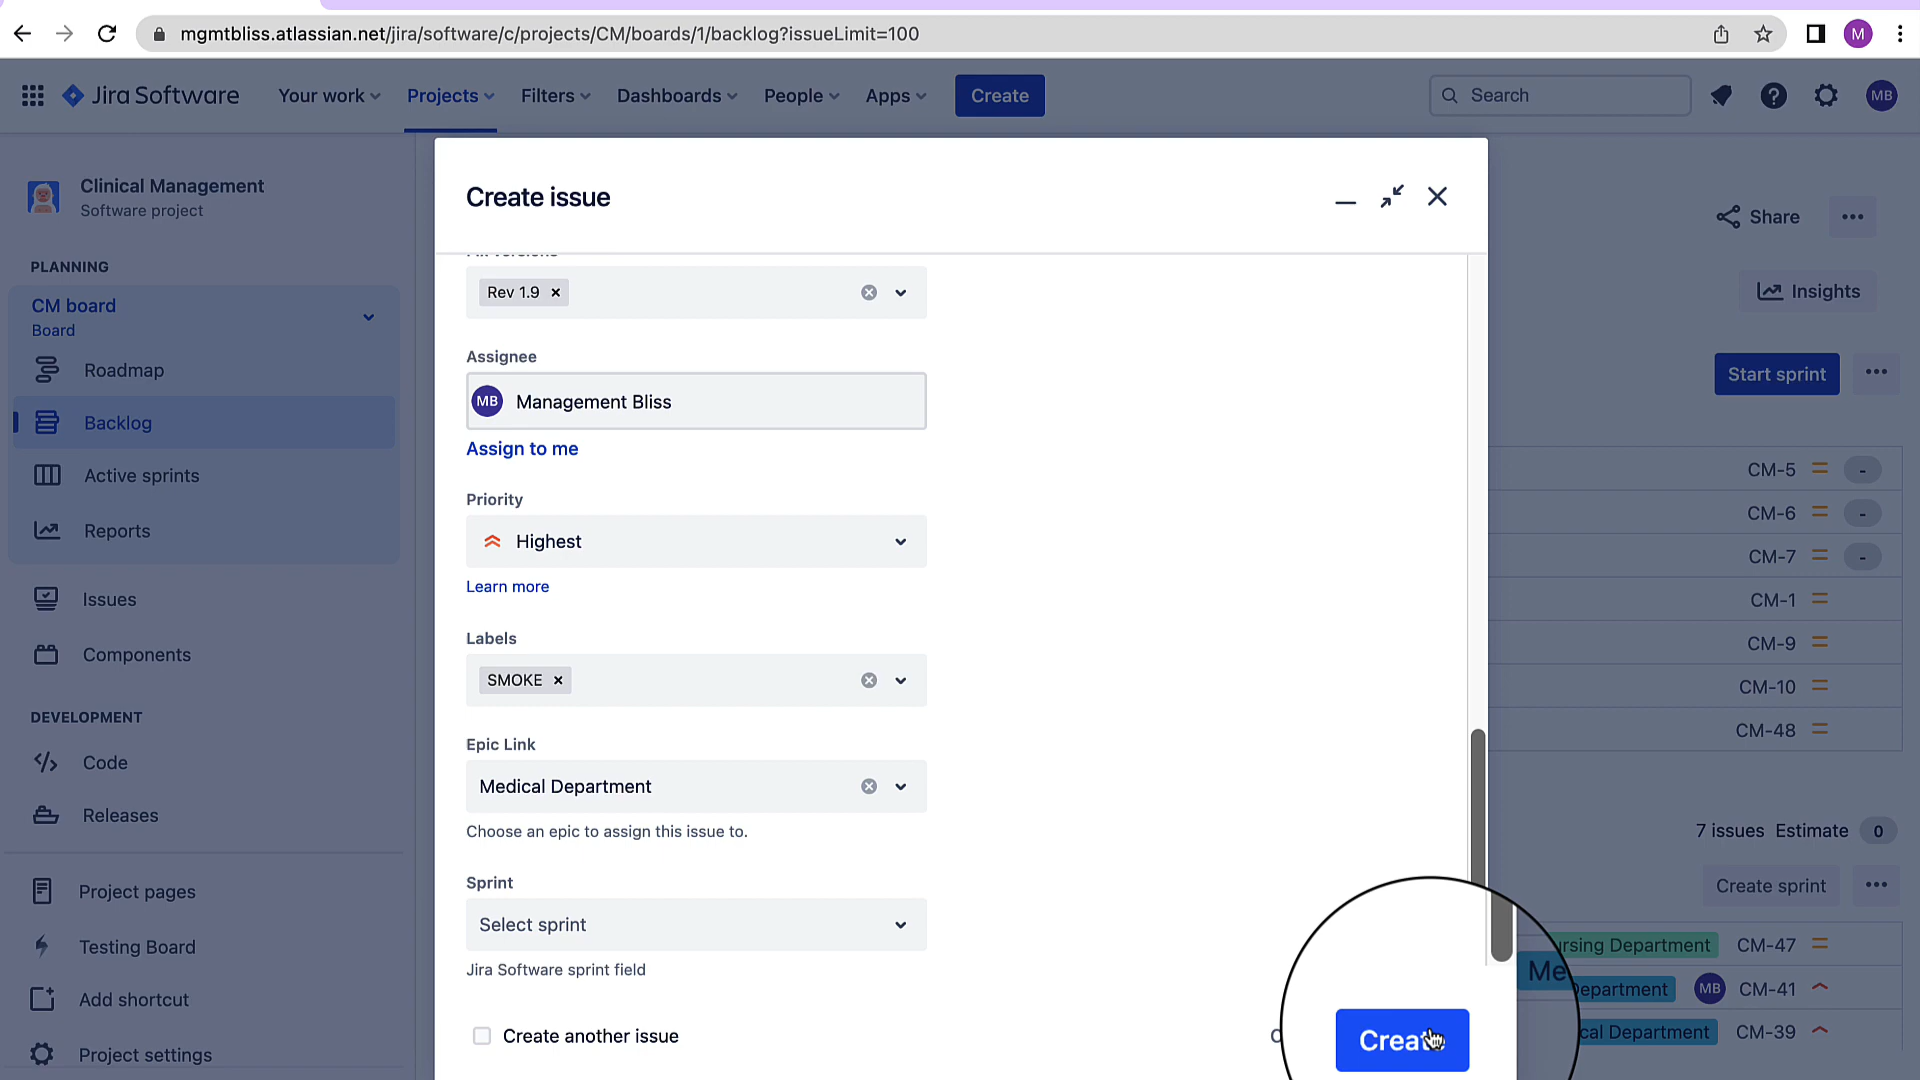 mgmtbliss.atlassian.net/jira/software/c/projects/CM/boards/1/backlog?issueLimit=100
M
Jira Software
Your work
Projects
Filters
Dashboards
People
Apps
Create
Search
MB
Clinical Management
Software project
PLANNING
CM board
Board
Roadmap
Backlog
Active sprints
Reports
Issues
Components
DEVELOPMENT
Code
Releases
Project pages
Testing Board
Add shortcut
Project settings
Create issue
Rev 1.9
Assignee
MB Management Bliss
Assign to me
Priority
Highest
Learn more
Labels
SMOKE
Epic Link
Medical Department
Choose an epic to assign this issue to.
Sprint
Select sprint
Jira Software sprint field
Create another issue
Create
Share
Insights
Start sprint
CM-5 -
CM-6 -
CM-7 -
CM-1
CM-9
CM-10
CM-48
7 issues Estimate 0
Create sprint
Department CM-47
Department MB CM-41
Department CM-39